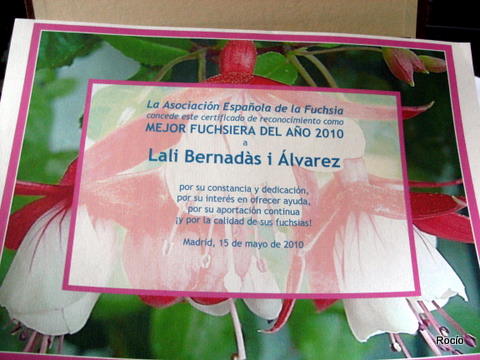 La Asociación Española de la Fuchsia
concede este certificado de reconocimiento como
MEJOR FUCHSIERA DEL AÑO 2010
a
Lali Bernadàs i Álvarez
por su constancia y dedicación,
por su interés en ofrecer ayuda,
por su aportación continua
¡y por la calidad de sus fuchsias!
Madrid, 15 de mayo de 2010
Rocío